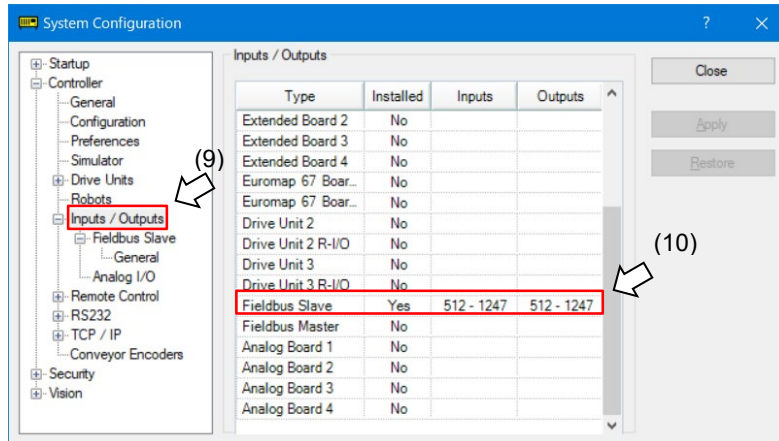 System Configuration
?
Startup
Controller
General
Configuration
Preferences
Simulator
Drive Units
Robots
Inputs / Outputs
Fieldbus Slave
General
Analog I/O
Remote Control
RS232
TCP / IP
Conveyor Encoders
Security
Vision
(9)
Inputs / Outputs
Type Installed Inputs Outputs
Extended Board 2 No
Extended Board 3 No
Extended Board 4 No
Euromap 67 Boar... No
Euromap 67 Boar... No
Drive Unit 2 No
Drive Unit 2 R-I/O No
Drive Unit 3 No
Drive Unit 3 R-I/O No
Fieldbus Slave Yes 512 - 1247 512 - 1247
Fieldbus Master No
Analog Board 1 No
Analog Board 2 No
Analog Board 3 No
Analog Board 4 No
(10)
Close
Apply
Restore